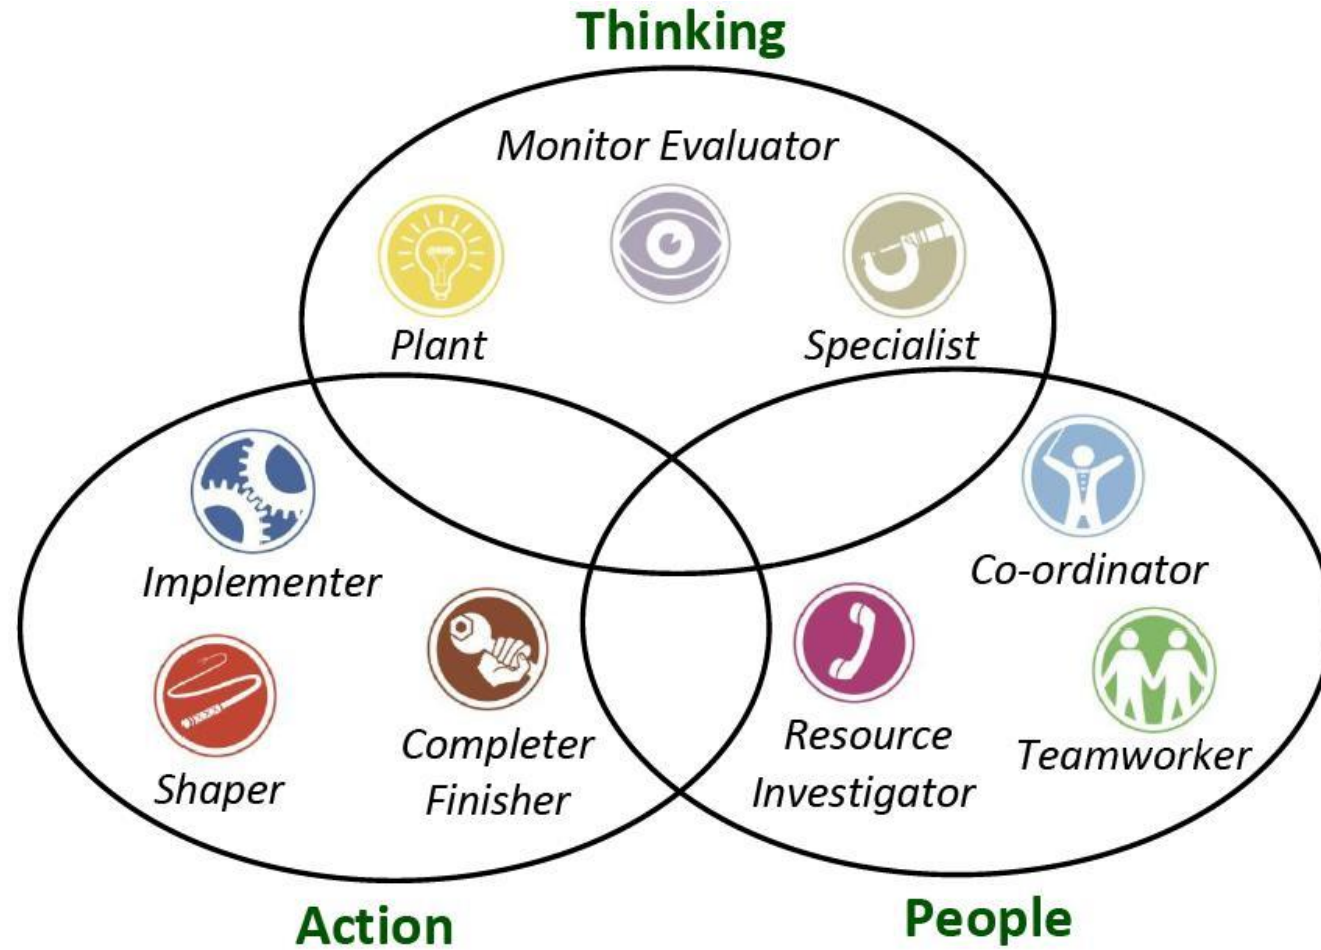 Thinking
Monitor Evaluator
Plant
Specialist
Implementer
Shaper
Completer
Finisher
Action
Co-ordinator
Resource
Investigator
Teamworker
People